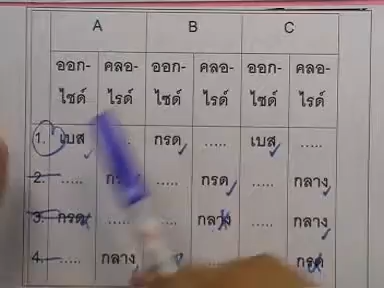 A B C
ออก- คลอ- ออก- คลอ- ออก- คลอ-
ไซด์ ไรด์ ไซด์ ไรด์ ไซด์ ไรด์
1. เบส กรด ..... เบส .....
2. ..... ..... กรด ..... กลาง
3. กรด ..... ..... กลาง ..... กลาง
4. ..... กลาง ..... กรด